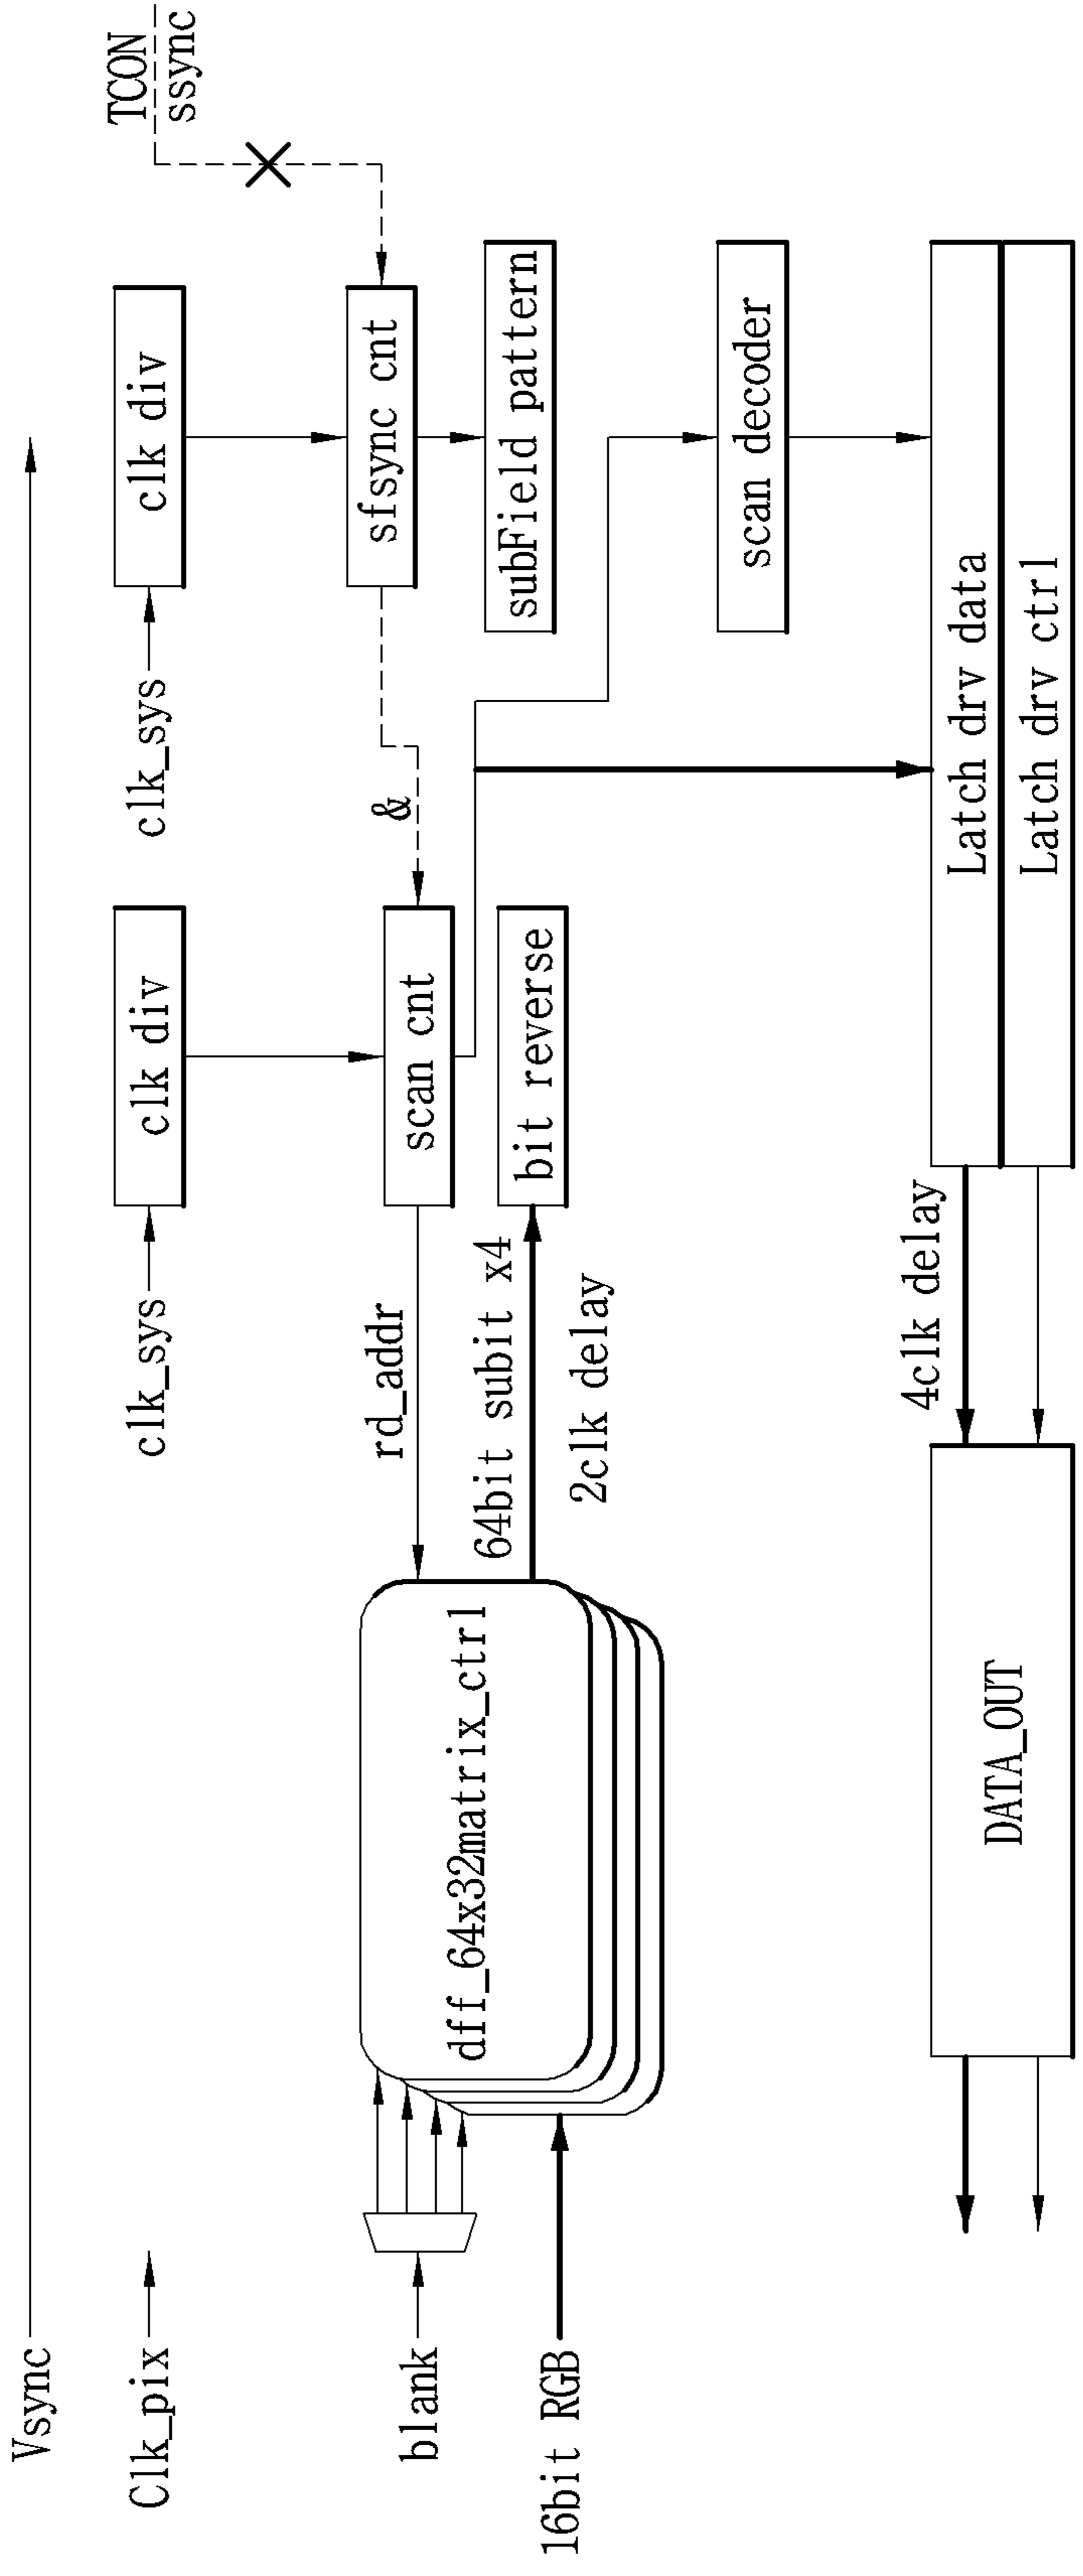 Vsync
Clk_pix
clk_sys
clk div
clk_sys
clk div
TCON
ssync
blank
rd_addr
scan cnt
&
sfsync cnt
16bit RGB
dff_64x32matrix_ctrl
64bit subit x4
2clk delay
bit reverse
subField pattern
scan decoder
DATA_OUT
4clk delay
Latch drv data
Latch drv ctrl